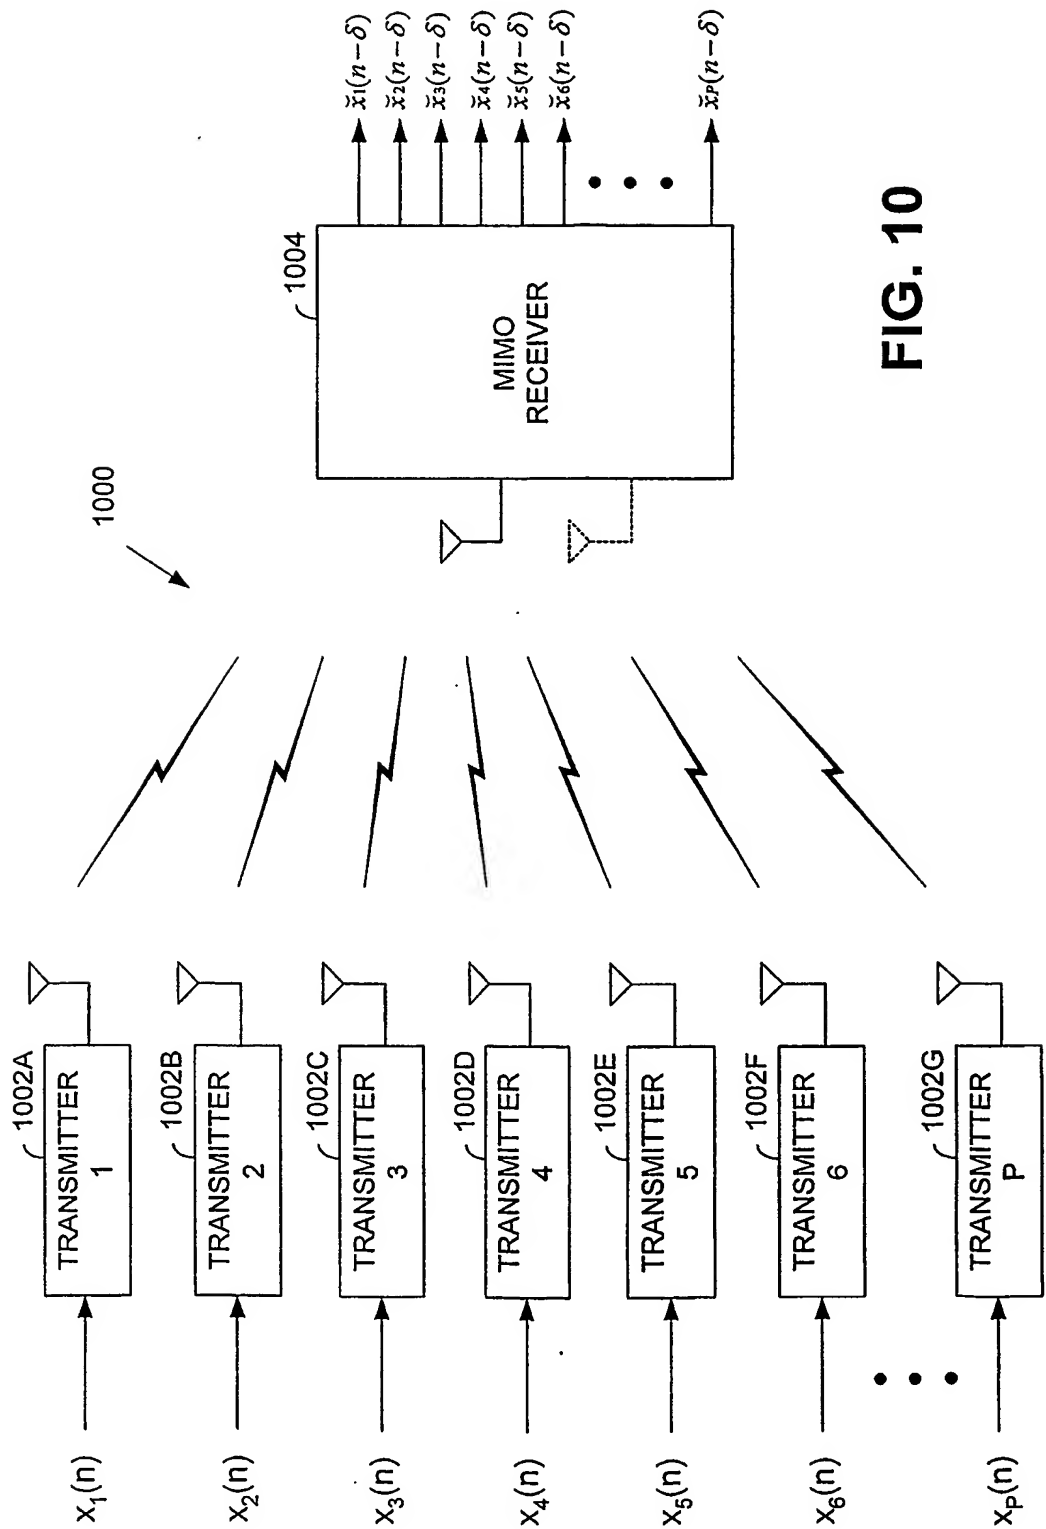 1000
x₁(n)
TRANSMITTER
1
1002A
x₂(n)
TRANSMITTER
2
1002B
x₃(n)
TRANSMITTER
3
1002C
x₄(n)
TRANSMITTER
4
1002D
x₅(n)
TRANSMITTER
5
1002E
x₆(n)
TRANSMITTER
6
1002F
• • •
xₚ(n)
TRANSMITTER
P
1002G
MIMO
RECEIVER
1004
x̆₁(n-δ)
x̆₂(n-δ)
x̆₃(n-δ)
x̆₄(n-δ)
x̆₅(n-δ)
x̆₆(n-δ)
• • •
x̆P(n-δ)
FIG. 10